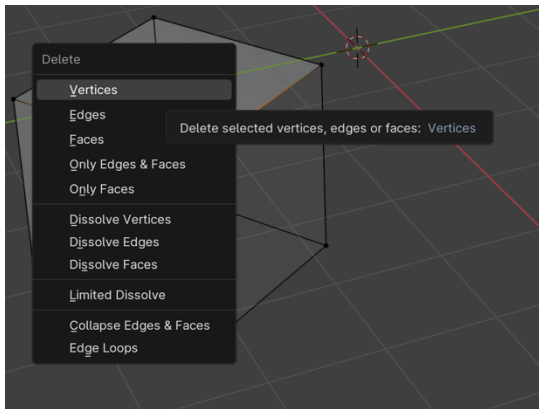 Delete
Vertices
Edges
Delete selected vertices, edges or faces: Vertices
Faces
Only Edges & Faces
Only Faces
Dissolve Vertices
Dissolve Edges
Dissolve Faces
Limited Dissolve
Collapse Edges & Faces
Edge Loops